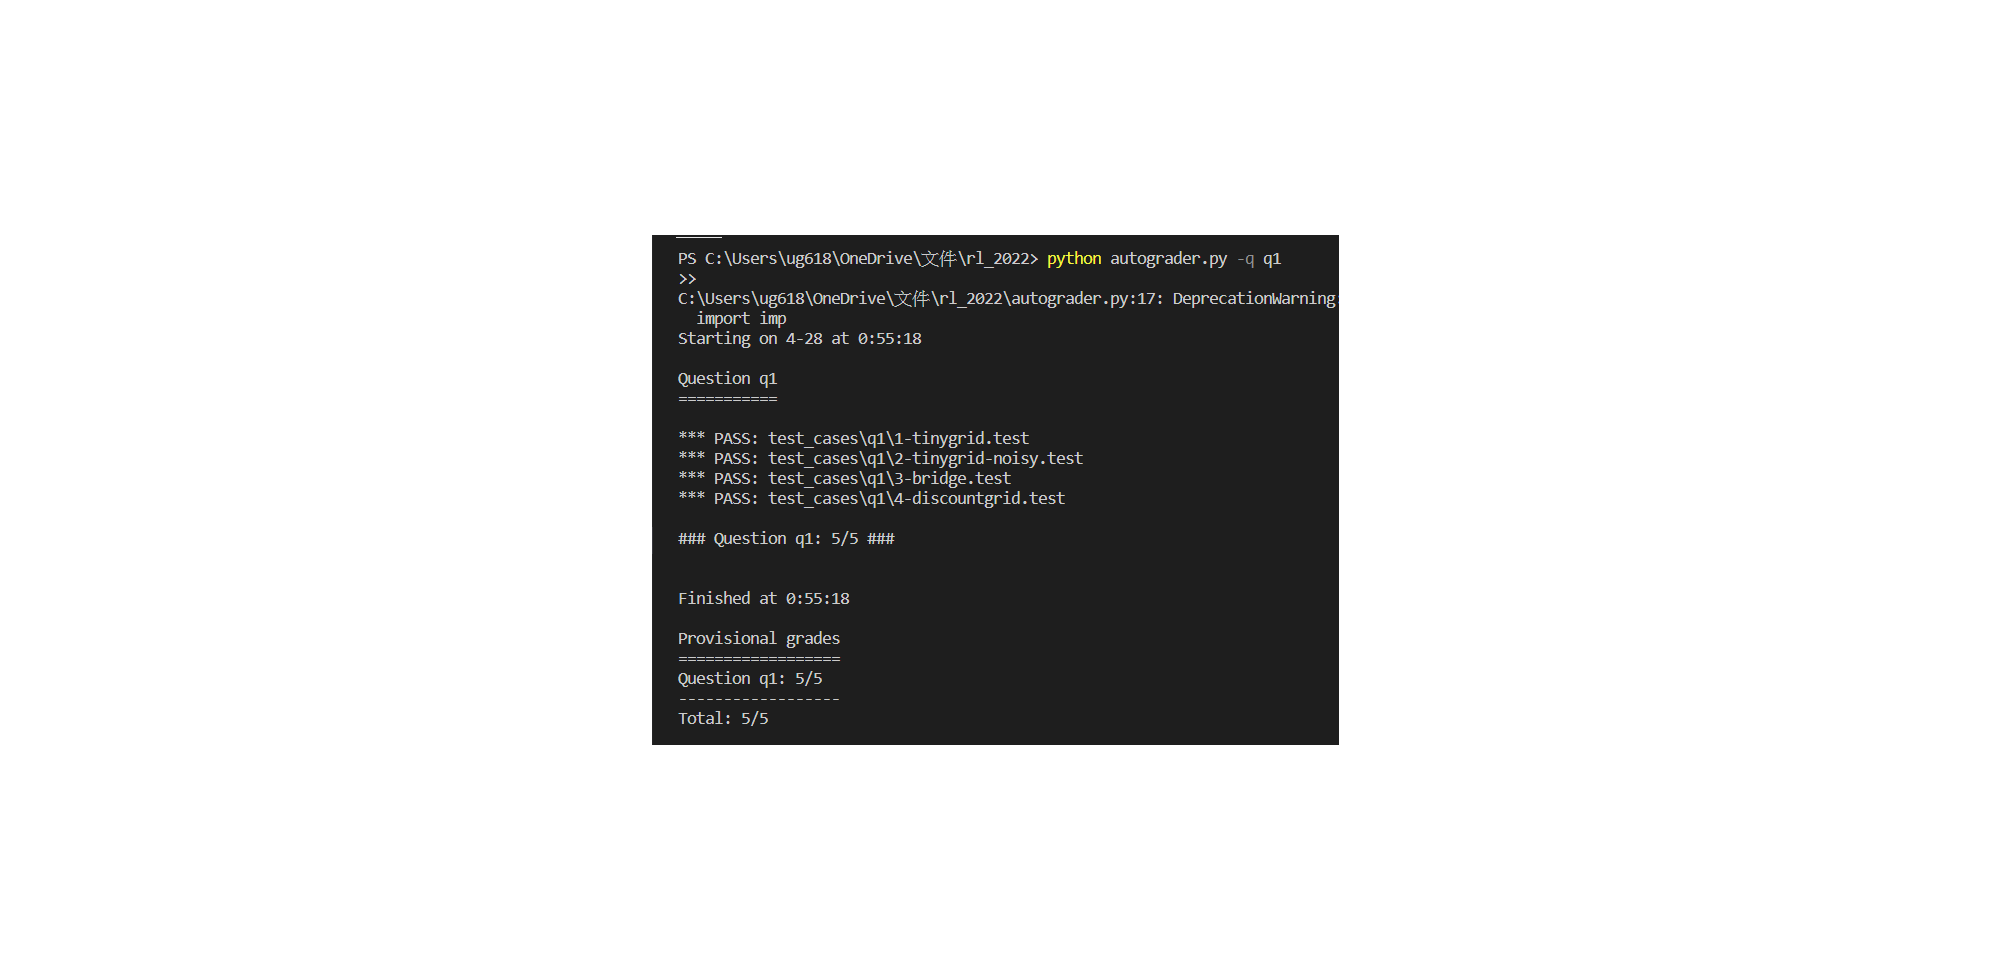 PS C:\Users\ug618\OneDrive\文件\rl_2022> python autograder.py -q q1
>>
C:\Users\ug618\OneDrive\文件\rl_2022\autograder.py:17: DeprecationWarning
  import imp
Starting on 4-28 at 0:55:18
Question q1
===========
*** PASS: test_cases\q1\1-tinygrid.test
*** PASS: test_cases\q1\2-tinygrid-noisy.test
*** PASS: test_cases\q1\3-bridge.test
*** PASS: test_cases\q1\4-discountgrid.test
### Question q1: 5/5 ###
Finished at 0:55:18
Provisional grades
==================
Question q1: 5/5
------------------
Total: 5/5